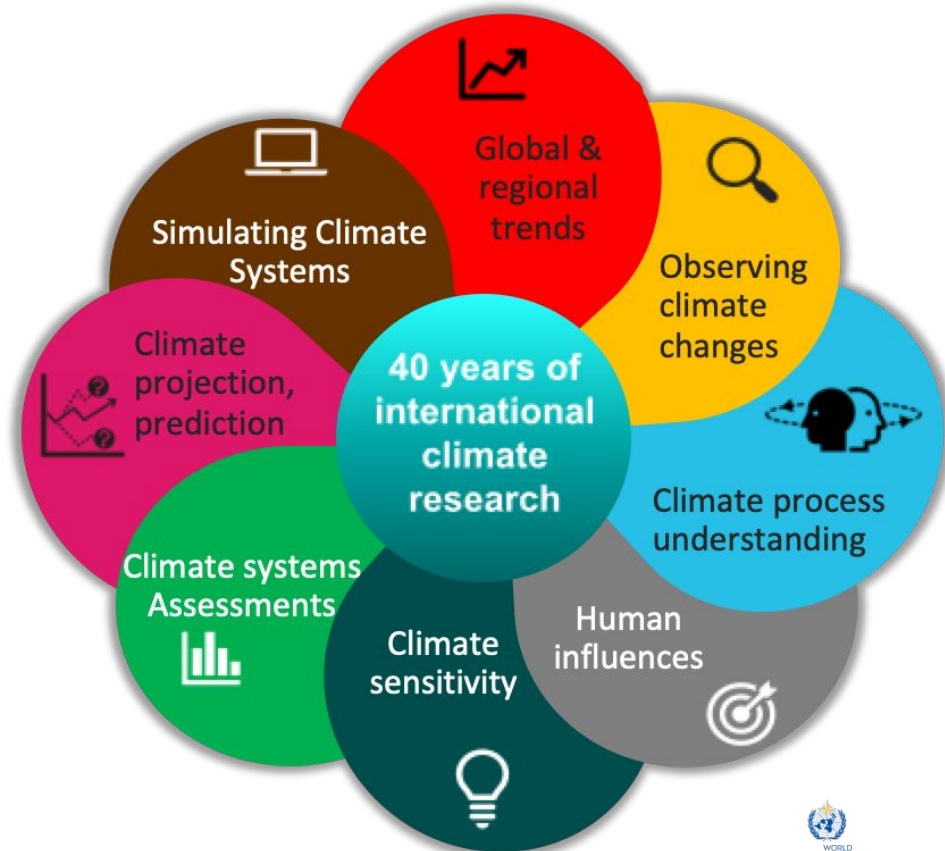 Global &
regional
trends
Observing
climate
changes
Climate process
understanding
Human
influences
Climate
sensitivity
Climate systems
Assessments
Climate
projection,
prediction
Simulating Climate
Systems
40 years of
international
climate
research
?
?
WORLD